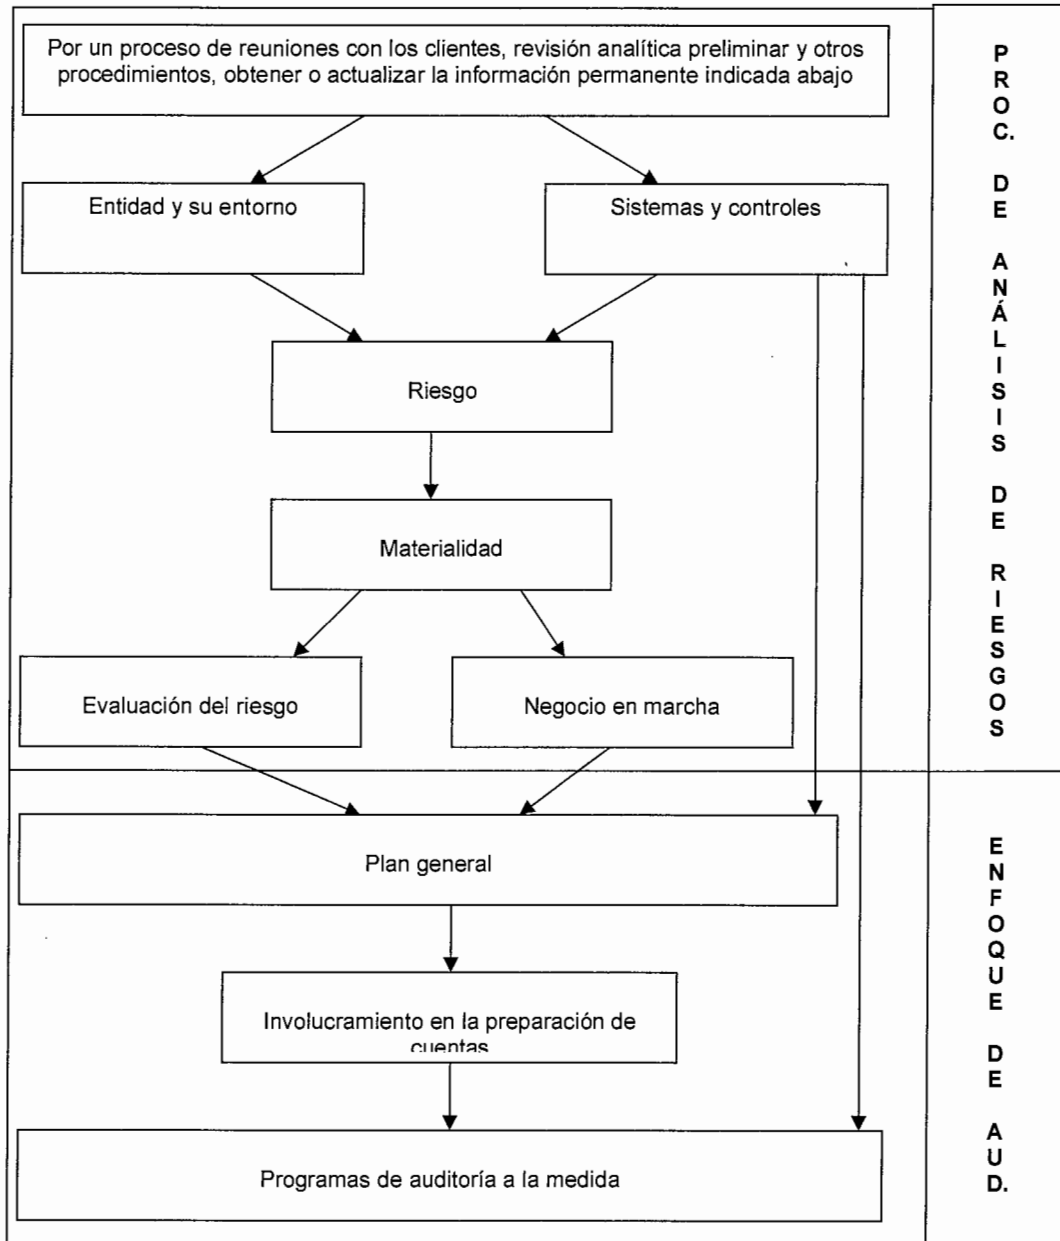 Por un proceso de reuniones con los clientes, revisión analítica preliminar y otros
procedimientos, obtener o actualizar la información permanente indicada abajo
Entidad y su entorno
Sistemas y controles
Riesgo
Materialidad
Evaluación del riesgo
Negocio en marcha
Plan general
Involucramiento en la preparación de
cuentas
Programas de auditoría a la medida
PROC. DE ANÁLISIS DE RIESGOS
ENFOQUE DE AUD.